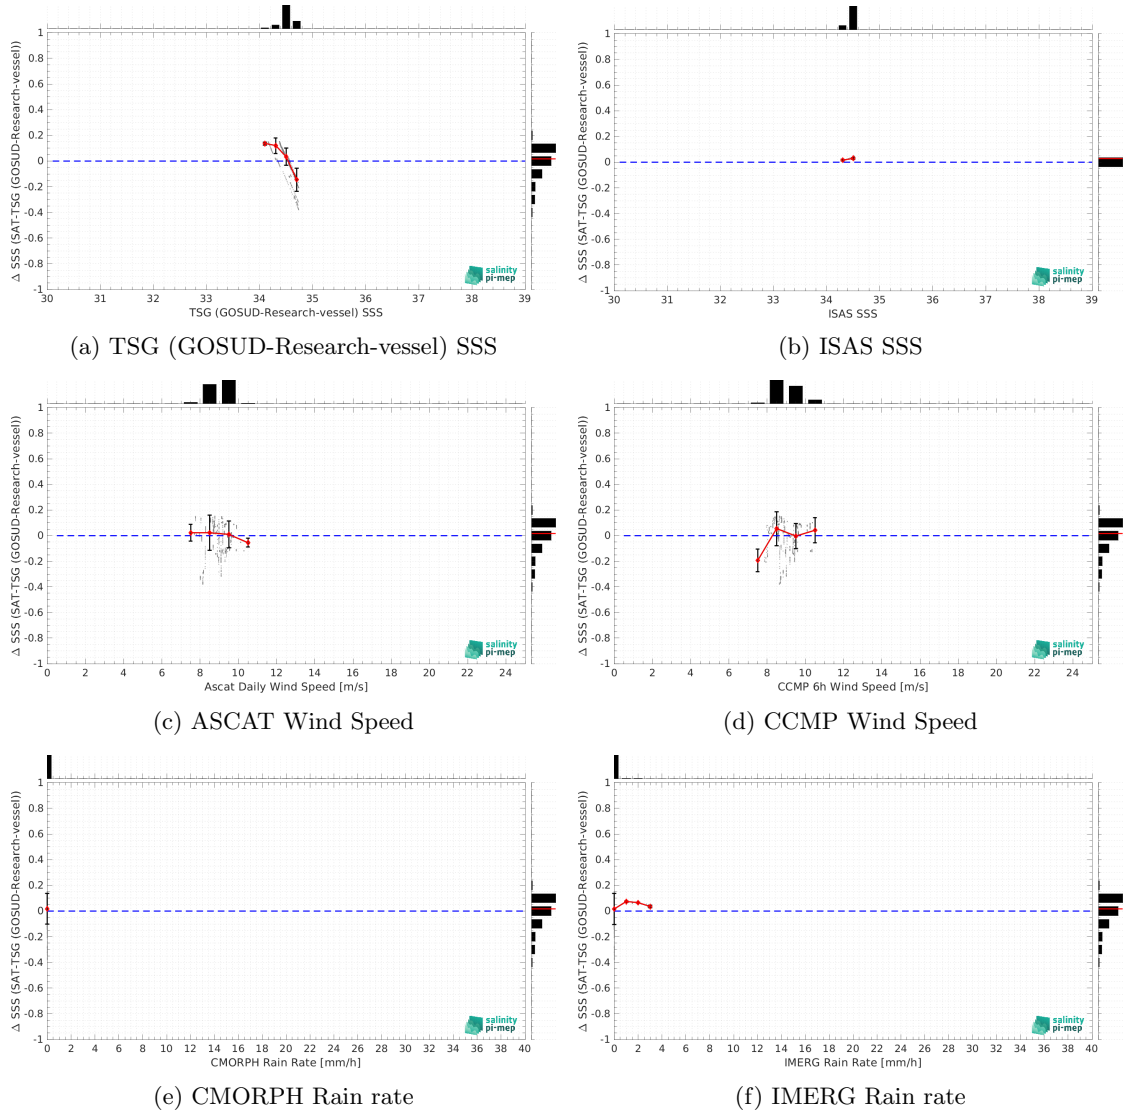 Δ SSS (SAT-TSG (GOSUD-Research-vessel))
1
0.8
0.6
0.4
0.2
0
-0.2
-0.4
-0.6
-0.8
-1
30 31 32 33 34 35 36 37 38 39
TSG (GOSUD-Research-vessel) SSS
salinity
pi-mep
(a) TSG (GOSUD-Research-vessel) SSS
Δ SSS (SAT-TSG (GOSUD-Research-vessel))
1
0.8
0.6
0.4
0.2
0
-0.2
-0.4
-0.6
-0.8
-1
30 31 32 33 34 35 36 37 38 39
ISAS SSS
salinity
pi-mep
(b) ISAS SSS
Δ SSS (SAT-TSG (GOSUD-Research-vessel))
1
0.8
0.6
0.4
0.2
0
-0.2
-0.4
-0.6
-0.8
-1
0 2 4 6 8 10 12 14 16 18 20 22 24
Ascat Daily Wind Speed [m/s]
salinity
pi-mep
(c) ASCAT Wind Speed
Δ SSS (SAT-TSG (GOSUD-Research-vessel))
1
0.8
0.6
0.4
0.2
0
-0.2
-0.4
-0.6
-0.8
-1
0 2 4 6 8 10 12 14 16 18 20 22 24
CCMP 6h Wind Speed [m/s]
salinity
pi-mep
(d) CCMP Wind Speed
Δ SSS (SAT-TSG (GOSUD-Research-vessel))
1
0.8
0.6
0.4
0.2
0
-0.2
-0.4
-0.6
-0.8
-1
0 2 4 6 8 10 12 14 16 18 20 22 24 26 28 30 32 34 36 38 40
CMORPH Rain Rate [mm/h]
salinity
pi-mep
(e) CMORPH Rain rate
Δ SSS (SAT-TSG (GOSUD-Research-vessel))
1
0.8
0.6
0.4
0.2
0
-0.2
-0.4
-0.6
-0.8
-1
0 2 4 6 8 10 12 14 16 18 20 22 24 26 28 30 32 34 36 38 40
IMERG Rain Rate [mm/h]
salinity
pi-mep
(f) IMERG Rain rate